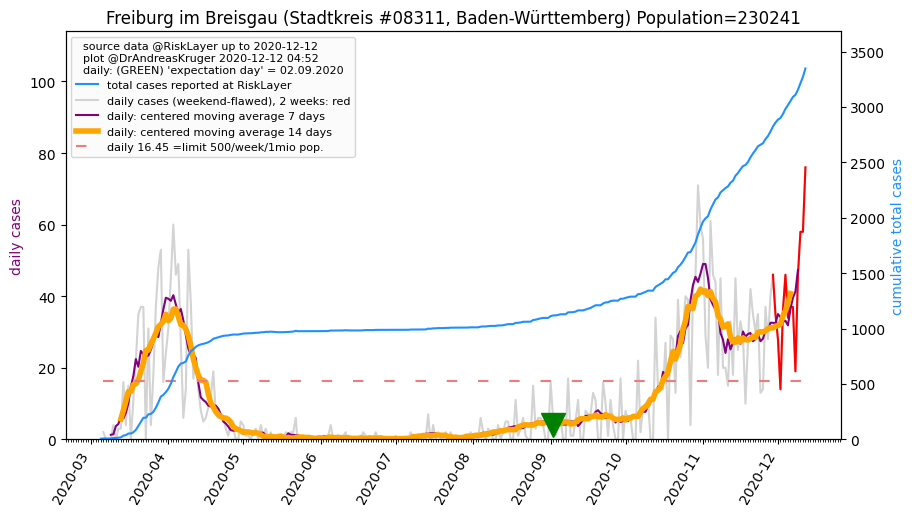 Freiburg im Breisgau (Stadtkreis #08311, Baden-Württemberg) Population=230241
source data @RiskLayer up to 2020-12-12
plot @DrAndreasKruger 2020-12-12 04:52
daily: (GREEN) 'expectation day' = 02.09.2020
total cases reported at RiskLayer
daily cases (weekend-flawed), 2 weeks: red
daily: centered moving average 7 days
daily: centered moving average 14 days
daily 16.45 =limit 500/week/1mio pop.
daily cases
100
80
60
40
20
0
3500
3000
2500
2000
1500
1000
500
0
cumulative total cases
2020-03
2020-04
2020-05
2020-06
2020-07
2020-08
2020-09
2020-10
2020-11
2020-12